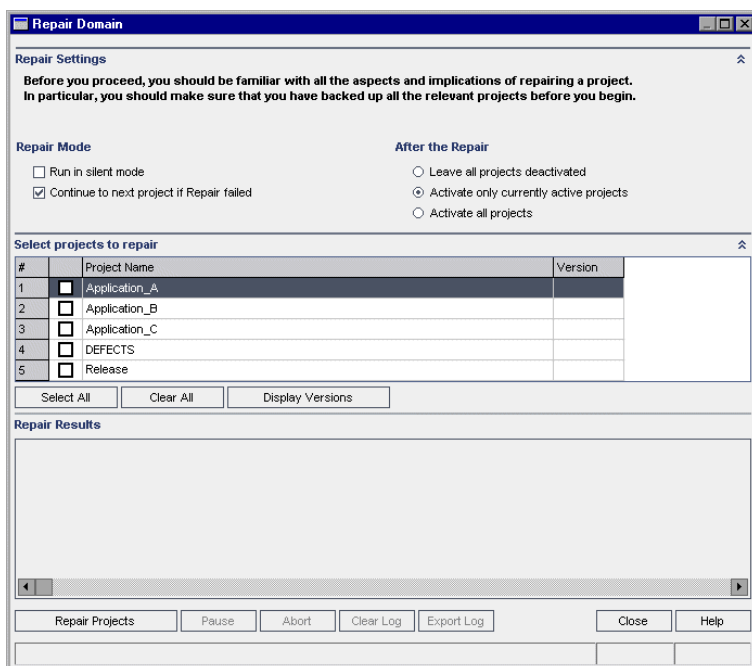 Repair Domain
Repair Settings
Before you proceed, you should be familiar with all the aspects and implications of repairing a project.
In particular, you should make sure that you have backed up all the relevant projects before you begin.
Repair Mode
After the Repair
Run in silent mode
Leave all projects deactivated
Continue to next project if Repair failed
Activate only currently active projects
Activate all projects
Select projects to repair
# Project Name Version
1 Application_A
2 Application_B
3 Application_C
4 DEFECTS
5 Release
Select All Clear All Display Versions
Repair Results
Repair Projects Pause Abort Clear Log Export Log Close Help